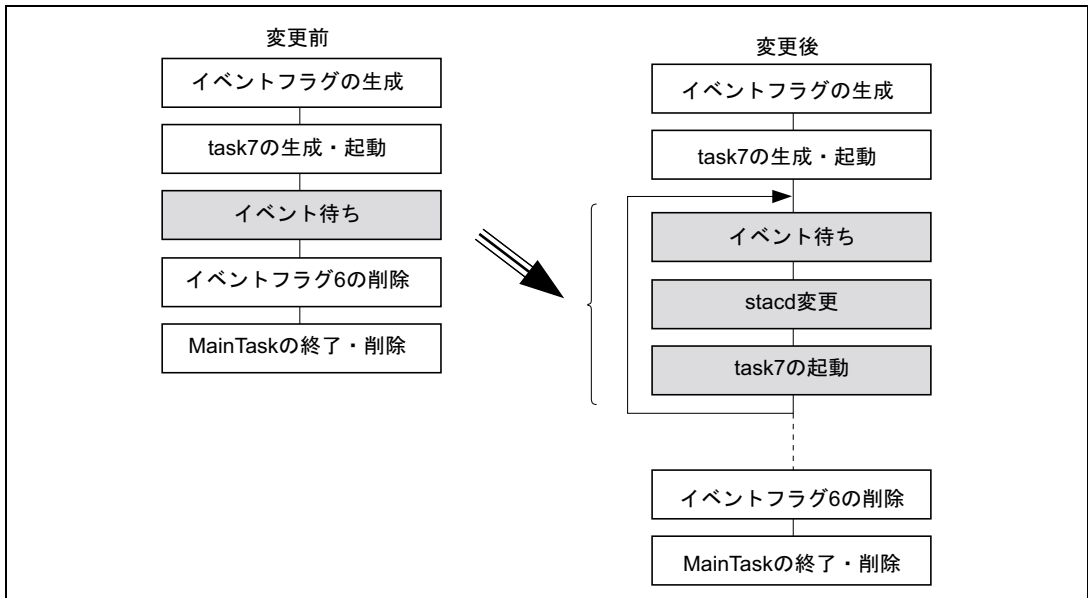 変更前
イベントフラグの生成
task7の生成・起動
イベント待ち
イベントフラグ6の削除
MainTaskの終了・削除
変更後
イベントフラグの生成
task7の生成・起動
イベント待ち
stacd変更
task7の起動
イベントフラグ6の削除
MainTaskの終了・削除